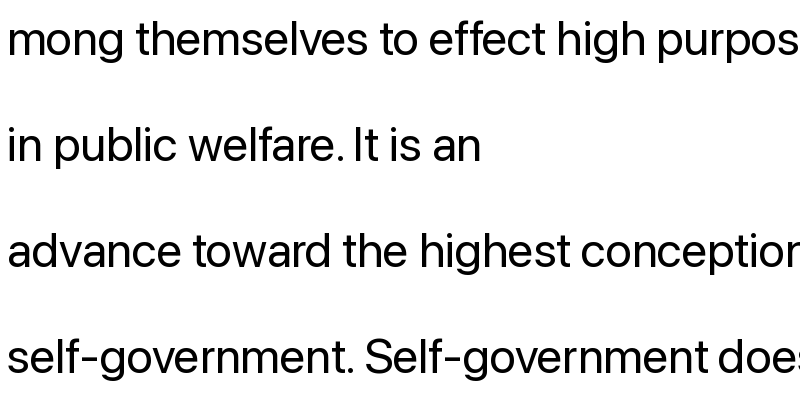 mong themselves to effect high purpos
in public welfare. It is an
advance toward the highest conception
self-government. Self-government does